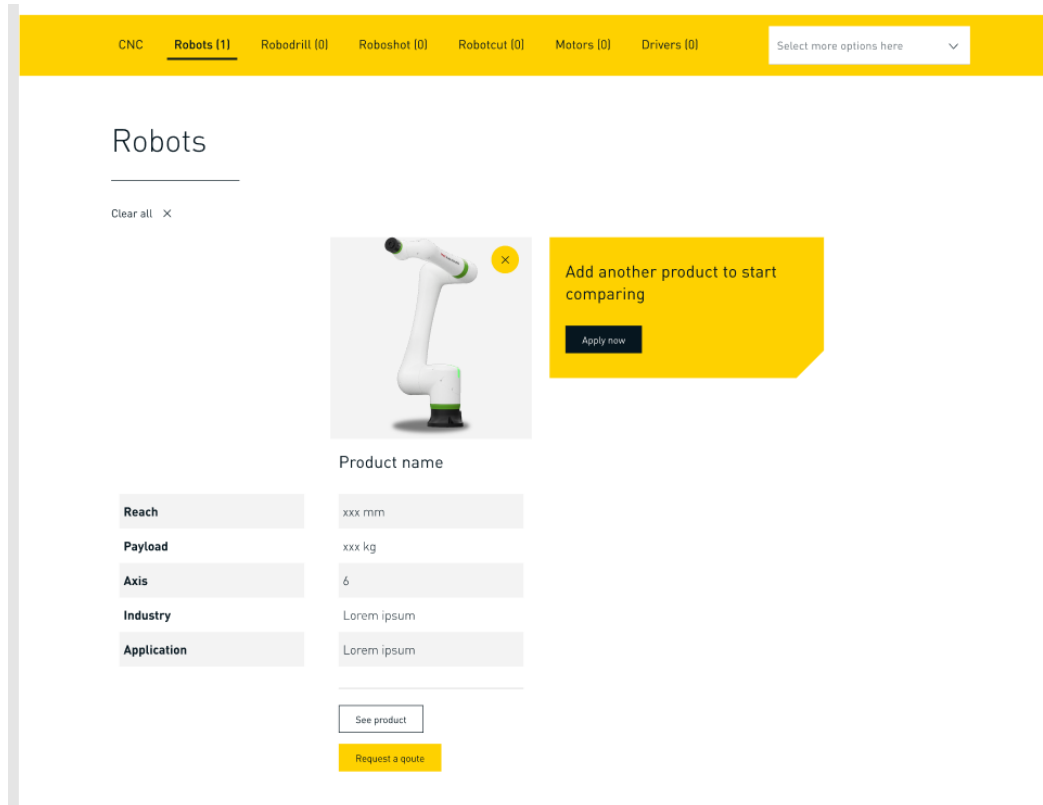 CNC
Robots (1)
Robodrill (0)
Roboshot (0)
Robotcut (0)
Motors (0)
Drivers (0)
Select more options here
Robots
Clear all
Add another product to start
comparing
Apply now
Product name
Reach
xxx mm
Payload
xxx kg
Axis
6
Industry
Lorem ipsum
Application
Lorem ipsum
See product
Request a qoute